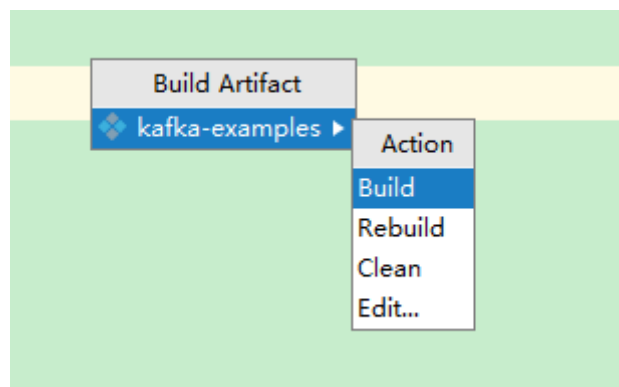 Build Artifact
kafka-examples
Action
Build
Rebuild
Clean
Edit...